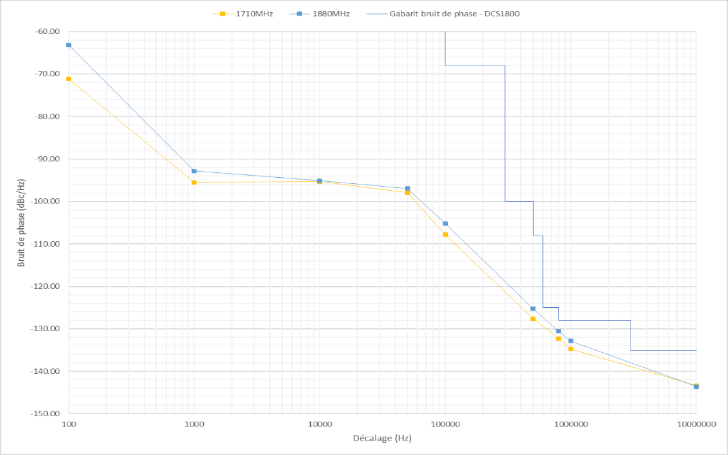 1710MHz 1880MHz Gabarit bruit de phase - DCS1800
-60.00
-70.00
-80.00
-90.00
-100.00
-110.00
-120.00
-130.00
-140.00
-150.00
Bruit de phase (dBc/Hz)
100 1000 10000 100000 1000000 10000000
Décalage (Hz)